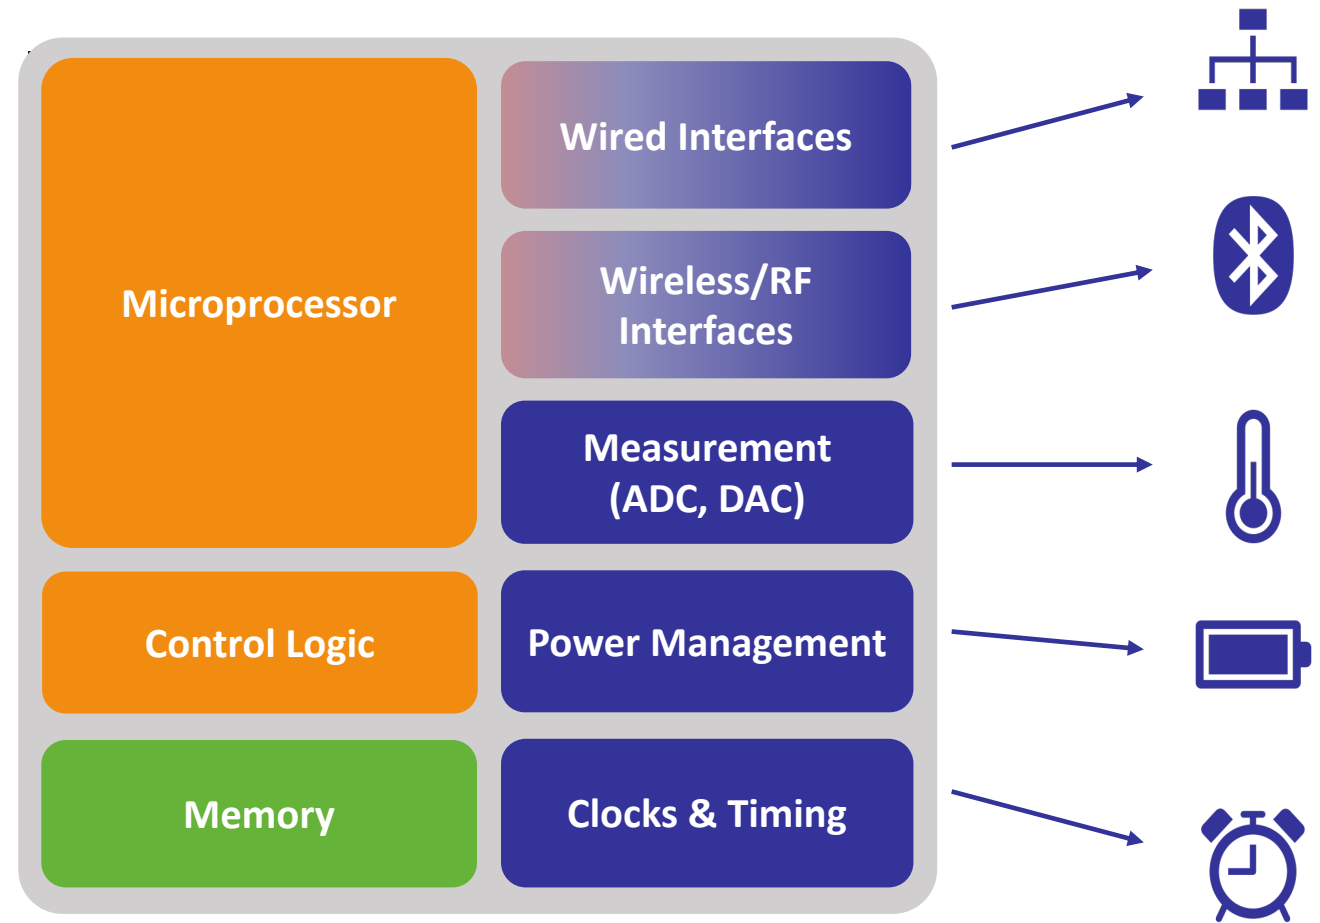 Microprocessor
Control Logic
Memory
Wired Interfaces
Wireless/RF
Interfaces
Measurement
(ADC, DAC)
Power Management
Clocks & Timing